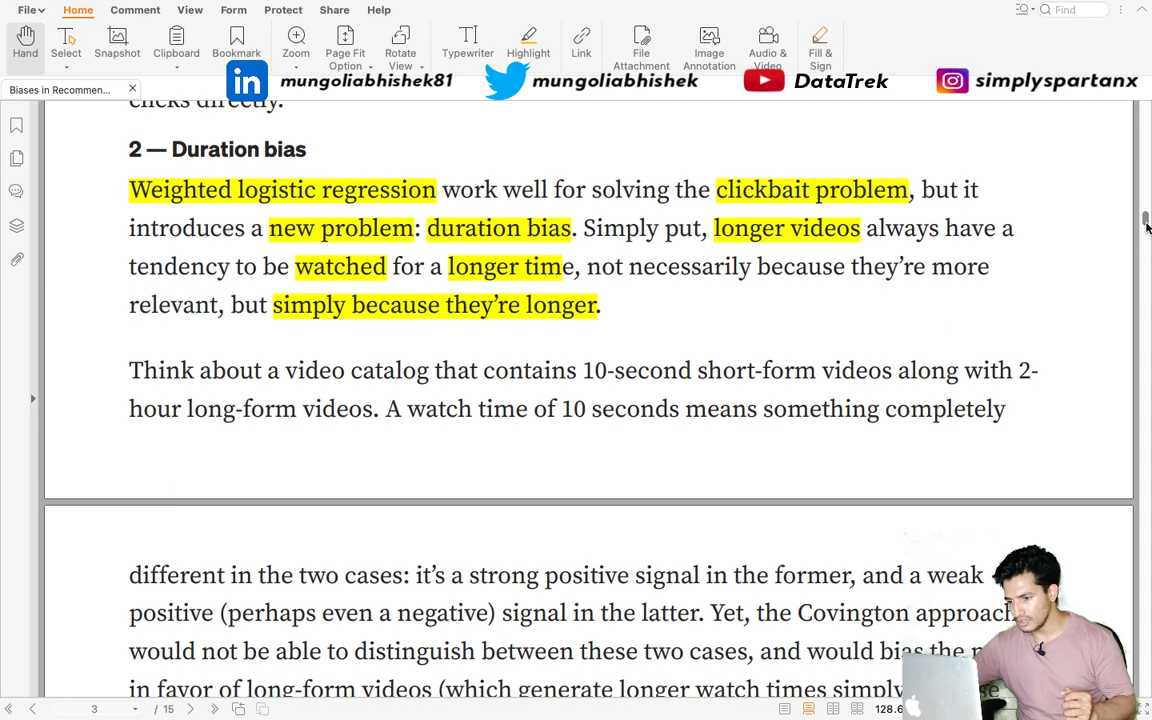 File Home Comment View Form Protect Share Help Find
Hand Select Snapshot Clipboard Bookmark Zoom Page Fit Option Rotate View Typewriter Highlight Link File Attachment Image Annotation Audio & Video Fill & Sign
Biases in Recommen...
mungoliabhishek81 mungoliabhishek DataTrek simplyspartanx
clicks directly.
2 — Duration bias
Weighted logistic regression work well for solving the clickbait problem, but it
introduces a new problem: duration bias. Simply put, longer videos always have a
tendency to be watched for a longer time, not necessarily because they're more
relevant, but simply because they're longer.
Think about a video catalog that contains 10-second short-form videos along with 2-
hour long-form videos. A watch time of 10 seconds means something completely
different in the two cases: it's a strong positive signal in the former, and a weak
positive (perhaps even a negative) signal in the latter. Yet, the Covington approach
would not be able to distinguish between these two cases, and would bias the
in favor of long-form videos (which generate longer watch times simply
3 / 15 128.6